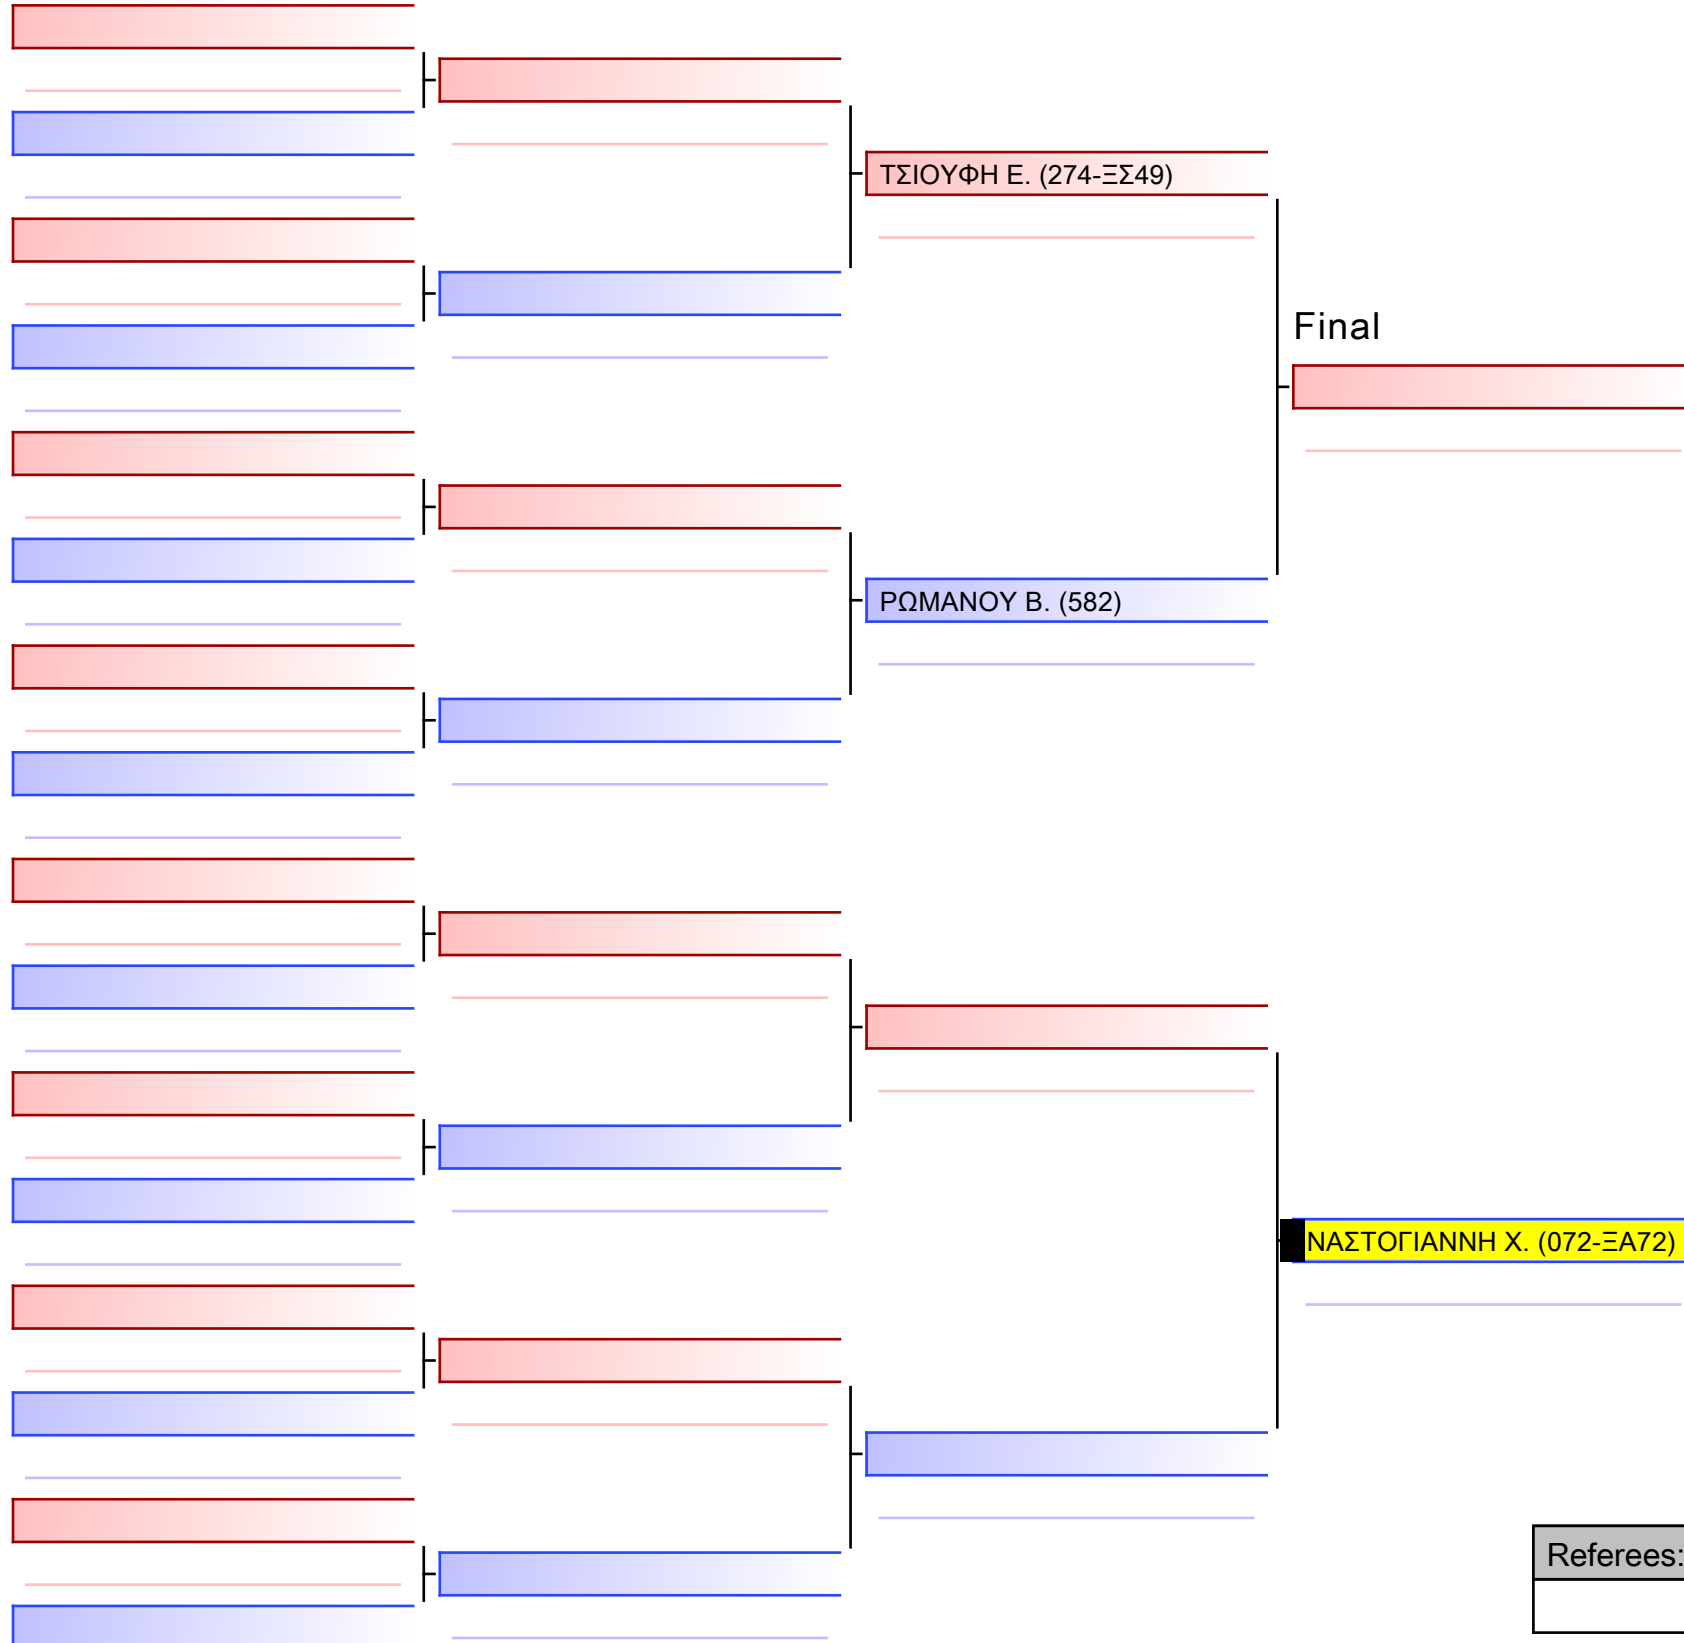 ΤΣΙΟΥΦΗ Ε. (274-ΞΣ49)
Final
ΡΩΜΑΝΟΥ Β. (582)
ΝΑΣΤΟΓΙΑΝΝΗ Χ. (072-ΞΑ72)
Referees: